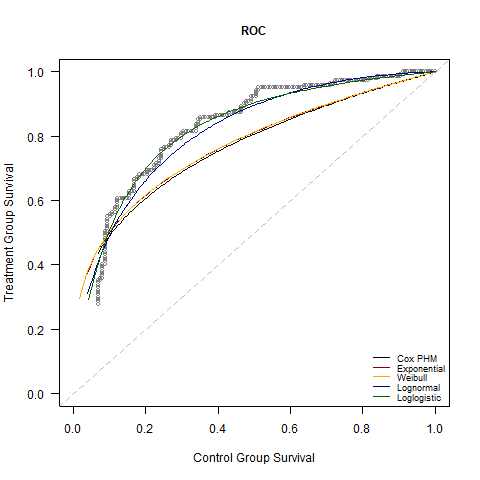 ROC
Treatment Group Survival
1.0
0.8
0.6
0.4
0.2
0.0
Cox PHM
Exponential
Weibull
Lognormal
Loglogistic
0.0 0.2 0.4 0.6 0.8 1.0
Control Group Survival